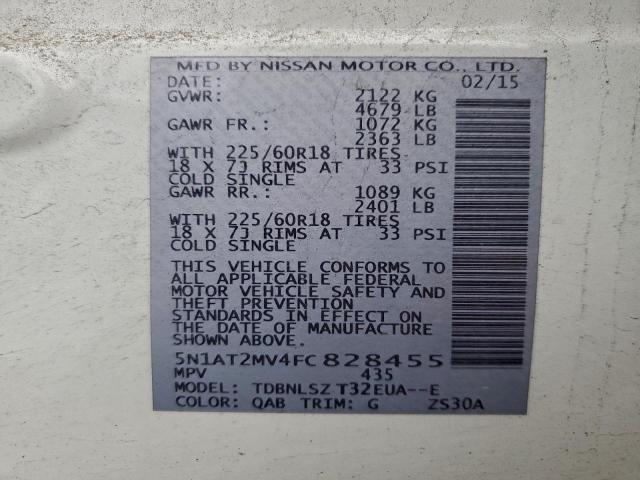 MFD BY NISSAN MOTOR CO., LTD.
DATE: 02/15
GVWR: 2122 KG
4679 LB
GAWR FR.: 1072 KG
2363 LB
WITH 225/60R18 TIRES
18 X 7J RIMS AT 33 PSI
COLD SINGLE
GAWR RR.: 1089 KG
2401 LB
WITH 225/60R18 TIRES
18 X 7J RIMS AT 33 PSI
COLD SINGLE
THIS VEHICLE CONFORMS TO
ALL APPLICABLE FEDERAL
MOTOR VEHICLE SAFETY AND
THEFT PREVENTION
STANDARDS IN EFFECT ON
THE DATE OF MANUFACTURE
SHOWN ABOVE.
5N1AT2MV4FC828455
MPV 435
MODEL: TDBNLSZ T32EUA--E
COLOR: QAB TRIM: G ZS30A